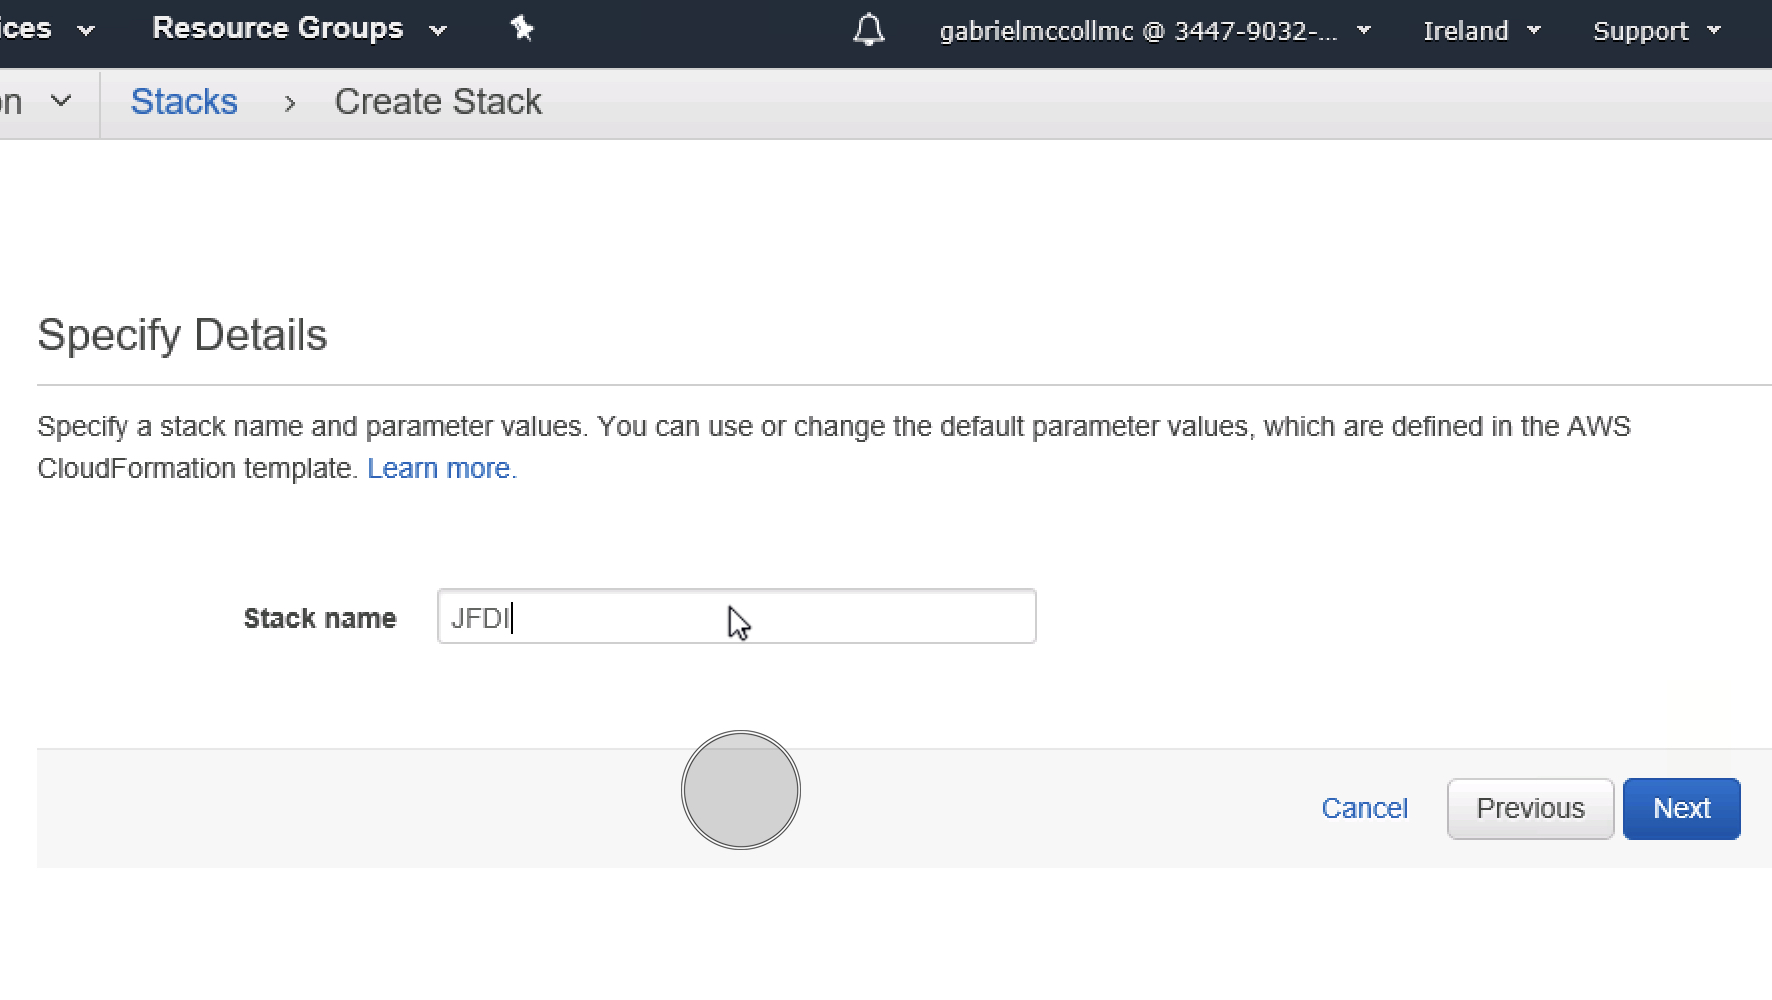 ices Resource Groups gabrielmccollmc @ 3447-9032-... Ireland Support
on Stacks > Create Stack
Specify Details
Specify a stack name and parameter values. You can use or change the default parameter values, which are defined in the AWS
CloudFormation template. Learn more.
Stack name JFDI
Cancel Previous Next